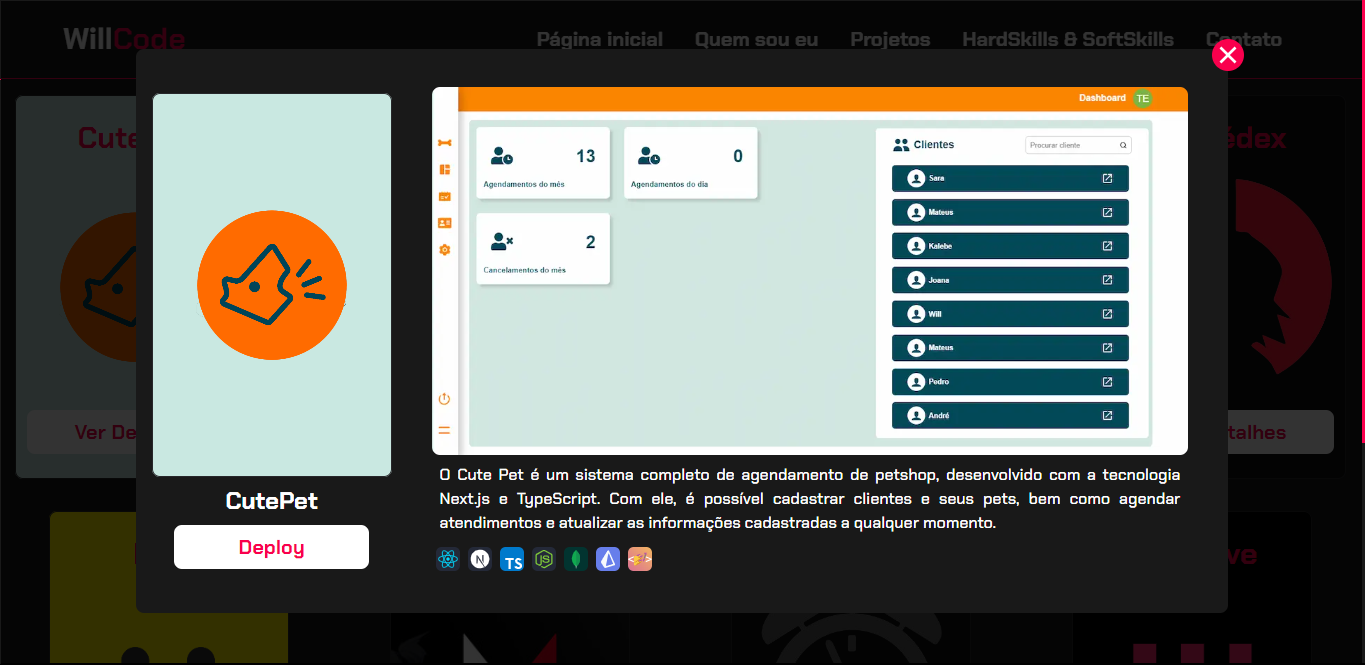 WillCode
Página inicial
Quem sou eu
Projetos
HardSkills & SoftSkills
Contato
Cute
édex
Ver De
talhes
ve
CutePet
Deploy
Dashboard TE
13
Agendamentos do mês
0
Agendamentos do dia
2
Cancelamentos do mês
Clientes
Procurar cliente
Sara
Mateus
Kalebe
Joana
Will
Mateus
Pedro
André
O Cute Pet é um sistema completo de agendamento de petshop, desenvolvido com a tecnologia
Next.js e TypeScript. Com ele, é possível cadastrar clientes e seus pets, bem como agendar
atendimentos e atualizar as informações cadastradas a qualquer momento.
N
TS
JS